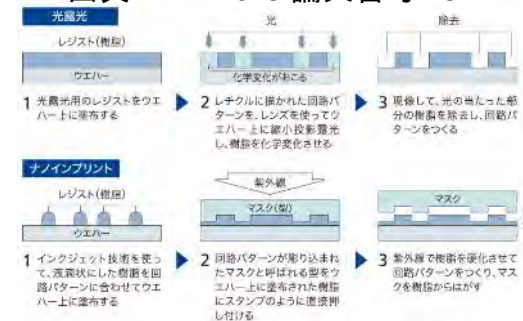 光露光
レジスト(樹脂)
ウエハー
1 光露光用のレジストをウエ
ハー上に塗布する
光
化学変化がおこる
2 レチクルに描かれた回路パ
ターンを、レンズを使ってウ
エハー上に縮小投影露光
し、樹脂を化学変化させる
除去
3 現像して、光の当たった部
分の樹脂を除去し、回路パ
ターンをつくる
ナノインプリント
レジスト(樹脂)
ウエハー
1 インクジェット技術を使っ
て、液滴状にした樹脂を回
路パターンに合わせてウエ
ハー上に塗布する
紫外線
マスク(型)
2 回路パターンが彫り込まれ
たマスクと呼ばれる型をウ
エハー上に塗布された樹脂
にスタンプのように直接押
し付ける
マスク
3 紫外線で樹脂を硬化させて
回路パターンをつくり、マス
クを樹脂からはがす